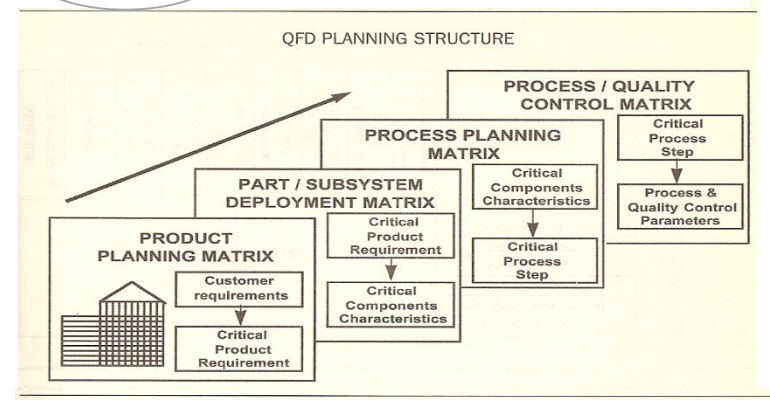 QFD PLANNING STRUCTURE
PROCESS / QUALITY
CONTROL MATRIX
Critical
Process
Step
Process &
Quality Control
Parameters
PROCESS PLANNING
MATRIX
Critical
Components
Characteristics
Critical
Process
Step
PART / SUBSYSTEM
DEPLOYMENT MATRIX
Critical
Product
Requirement
Critical
Components
Characteristics
PRODUCT
PLANNING MATRIX
Customer
requirements
Critical
Product
Requirement